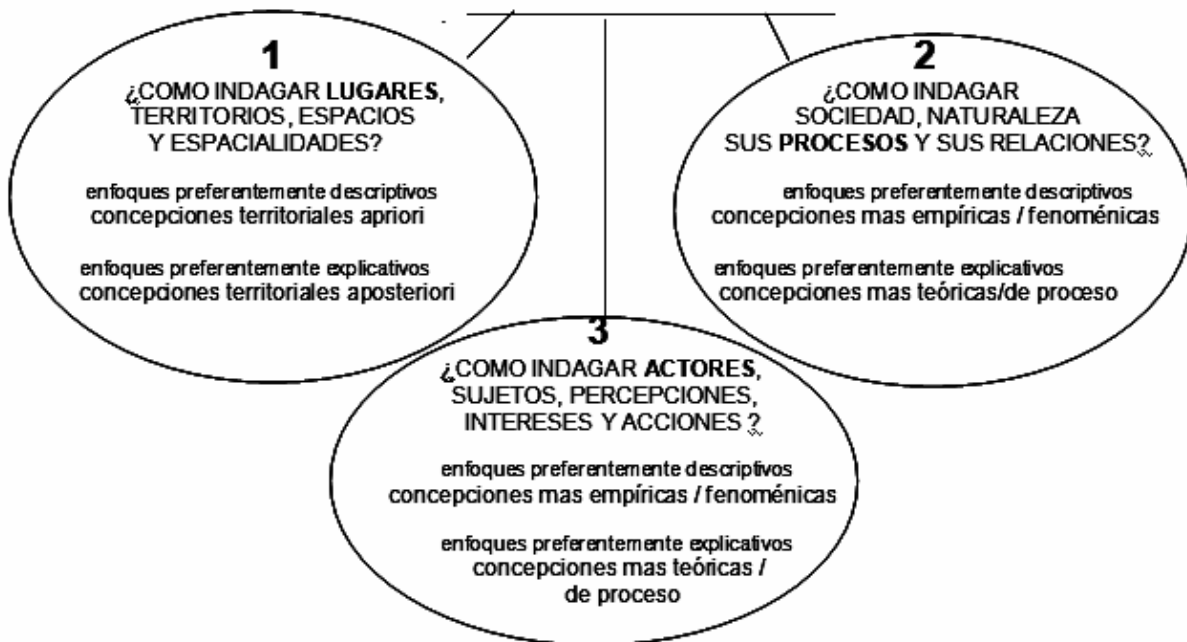 1
¿COMO INDAGAR LUGARES,
TERRITORIOS, ESPACIOS
Y ESPACIALIDADES?
enfoques preferentemente descriptivos
concepciones territoriales apriori
enfoques preferentemente explicativos
concepciones territoriales aposteriori
2
¿COMO INDAGAR
SOCIEDAD, NATURALEZA
SUS PROCESOS Y SUS RELACIONES?
enfoques preferentemente descriptivos
concepciones mas empíricas / fenoménicas
enfoques preferentemente explicativos
concepciones mas teóricas/de proceso
3
¿COMO INDAGAR ACTORES,
SUJETOS, PERCEPCIONES,
INTERESES Y ACCIONES ?
enfoques preferentemente descriptivos
concepciones mas empíricas / fenoménicas
enfoques preferentemente explicativos
concepciones mas teóricas /
de proceso